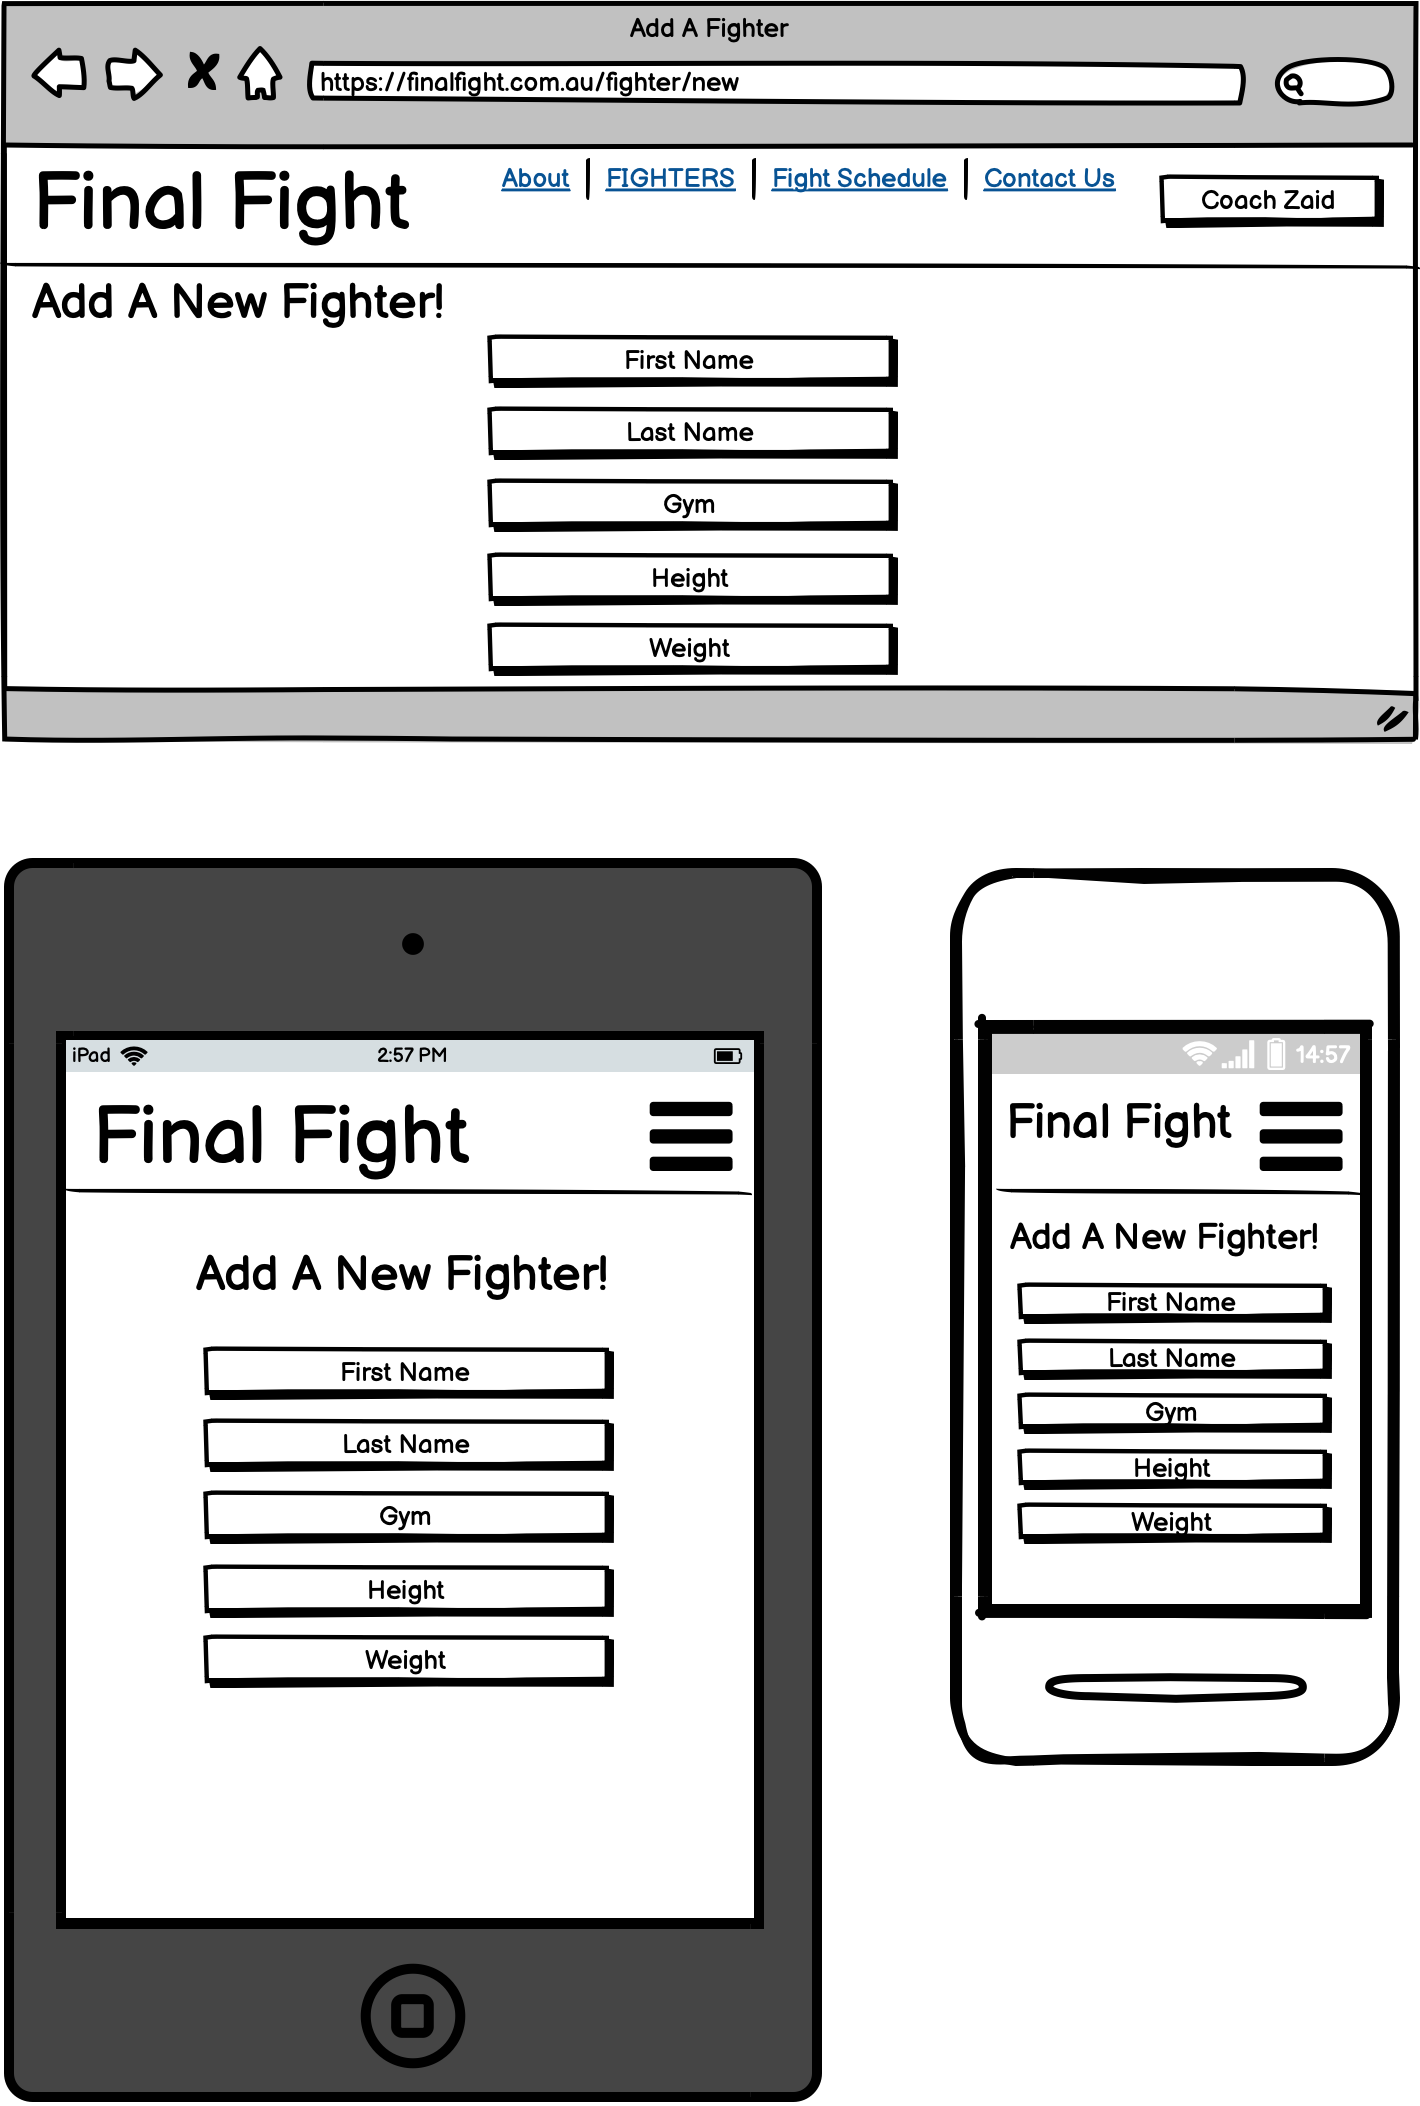 Add A Fighter
https://finalfight.com.au/fighter/new
Final Fight
About
FIGHTERS
Fight Schedule
Contact Us
Coach Zaid
Add A New Fighter!
First Name
Last Name
Gym
Height
Weight
iPad
2:57 PM
Final Fight
Add A New Fighter!
First Name
Last Name
Gym
Height
Weight
14:57
Final Fight
Add A New Fighter!
First Name
Last Name
Gym
Height
Weight